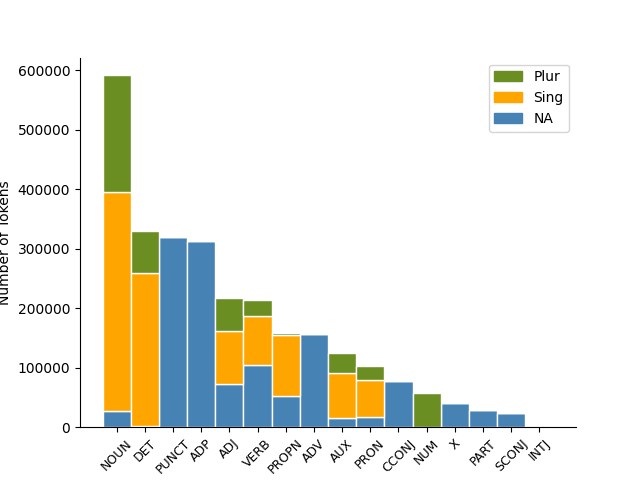 Plur
Sing
NA
Number of Tokens
600000
500000
400000
300000
200000
100000
0
NOUN
DET
PUNCT
ADP
ADJ
VERB
PROPN
ADV
AUX
PRON
CCONJ
NUM
X
PART
SCONJ
INTJ